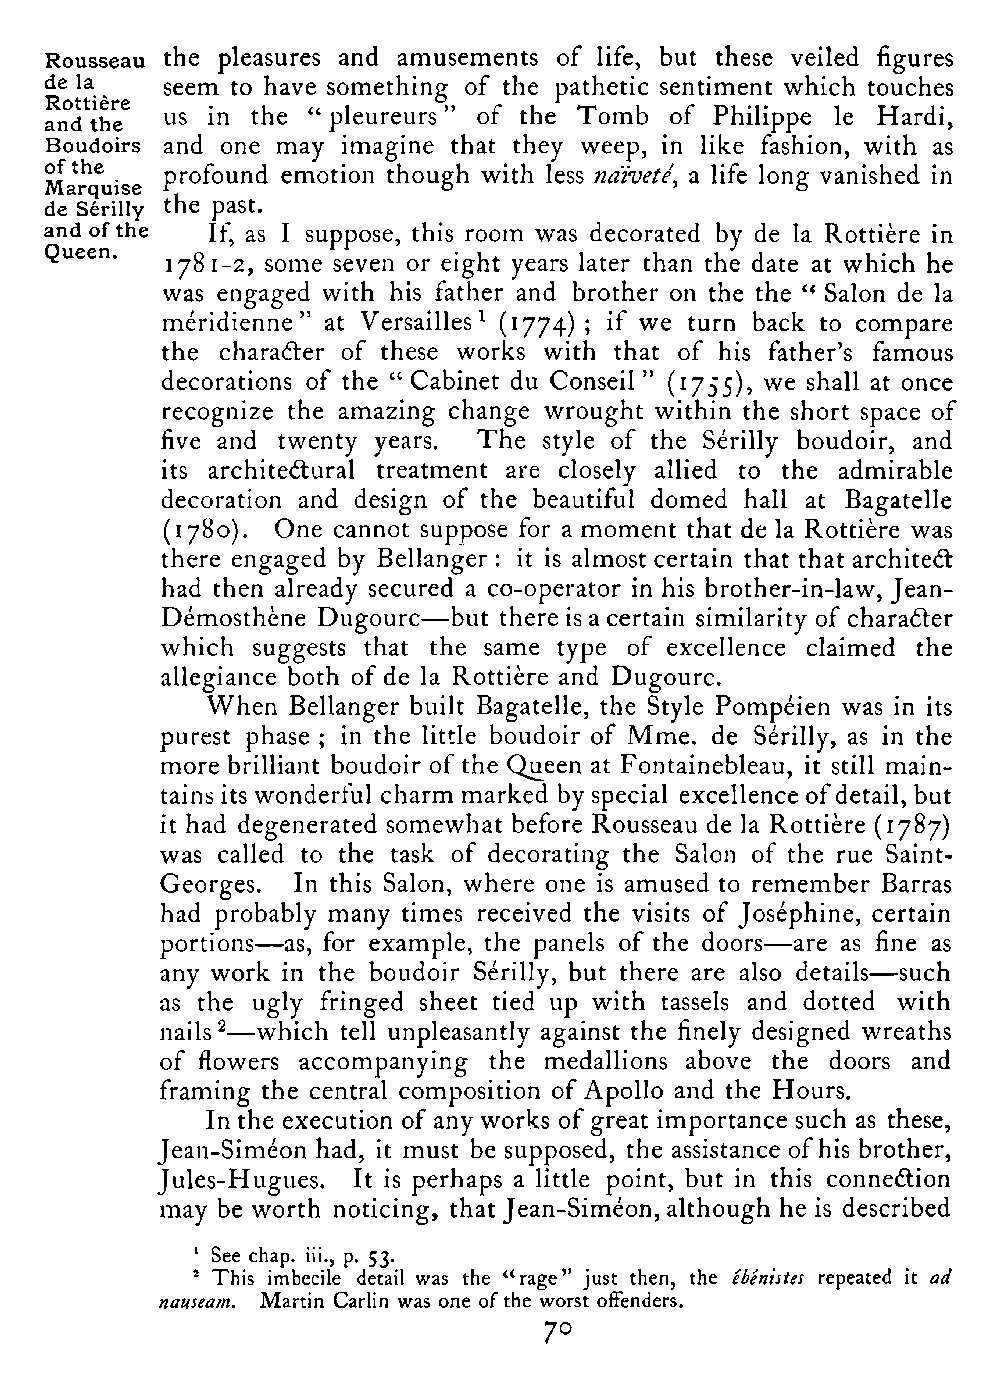 Rousseau
de la
Rottière
and the
Boudoirs
of the
Marquise
de Sérilly
and of the
Queen.
the pleasures and amusements of life, but these veiled figures
seem to have something of the pathetic sentiment which touches
us in the “pleureurs” of the Tomb of Philippe le Hardi,
and one may imagine that they weep, in like fashion, with as
profound emotion though with less naïveté, a life long vanished in
the past.
If, as I suppose, this room was decorated by de la Rottière in
1781-2, some seven or eight years later than the date at which he
was engaged with his father and brother on the the “Salon de la
méridienne” at Versailles¹ (1774); if we turn back to compare
the character of these works with that of his father’s famous
decorations of the “Cabinet du Conseil” (1755), we shall at once
recognize the amazing change wrought within the short space of
five and twenty years. The style of the Sérilly boudoir, and
its architectural treatment are closely allied to the admirable
decoration and design of the beautiful domed hall at Bagatelle
(1780). One cannot suppose for a moment that de la Rottière was
there engaged by Bellanger: it is almost certain that that architect
had then already secured a co-operator in his brother-in-law, Jean-
Démosthène Dugourc—but there is a certain similarity of character
which suggests that the same type of excellence claimed the
allegiance both of de la Rottière and Dugourc.
When Bellanger built Bagatelle, the Style Pompéien was in its
purest phase; in the little boudoir of Mme. de Sérilly, as in the
more brilliant boudoir of the Queen at Fontainebleau, it still main-
tains its wonderful charm marked by special excellence of detail, but
it had degenerated somewhat before Rousseau de la Rottière (1787)
was called to the task of decorating the Salon of the rue Saint-
Georges. In this Salon, where one is amused to remember Barras
had probably many times received the visits of Joséphine, certain
portions—as, for example, the panels of the doors—are as fine as
any work in the boudoir Sérilly, but there are also details—such
as the ugly fringed sheet tied up with tassels and dotted with
nails²—which tell unpleasantly against the finely designed wreaths
of flowers accompanying the medallions above the doors and
framing the central composition of Apollo and the Hours.
In the execution of any works of great importance such as these,
Jean-Siméon had, it must be supposed, the assistance of his brother,
Jules-Hugues. It is perhaps a little point, but in this connection
may be worth noticing, that Jean-Siméon, although he is described
¹ See chap. iii., p. 53.
² This imbecile detail was the “rage” just then, the ébénistes repeated it ad
nauseam. Martin Carlin was one of the worst offenders.
70